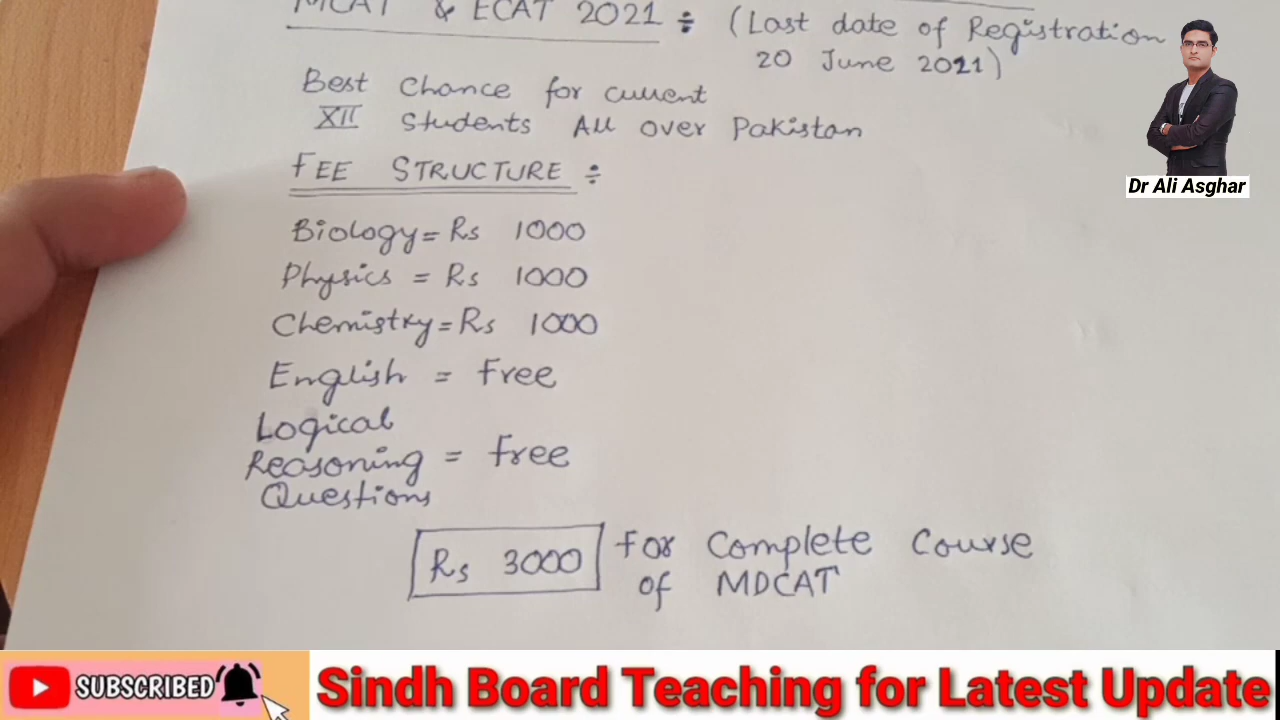 MCAT & ECAT 2021 ÷ (Last date of Registration
20 June 2021)
Best Chance for current
XII Students All over Pakistan
FEE STRUCTURE ÷
Biology = Rs 1000
Physics = Rs 1000
Chemistry = Rs 1000
English = Free
Logical
Reasoning = free
Questions
Rs 3000 for Complete Course
of MDCAT
Dr Ali Asghar
SUBSCRIBED
Sindh Board Teaching for Latest Update